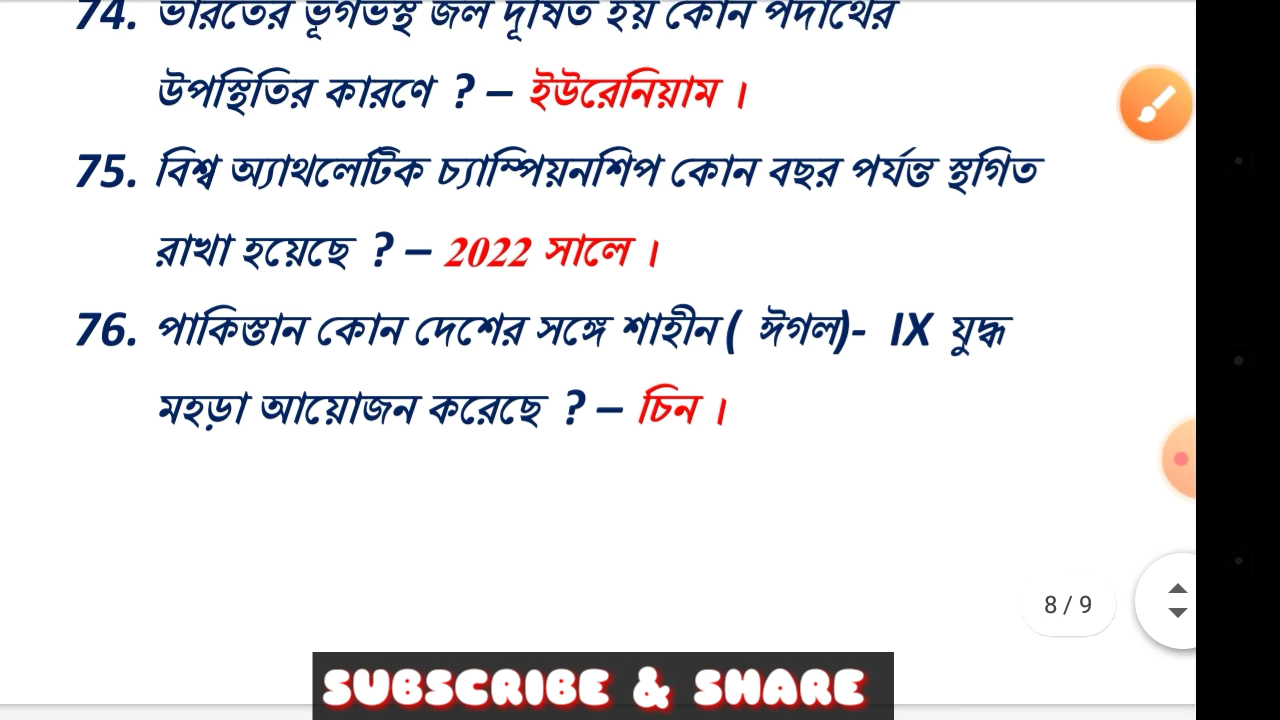 74. ভারতের ভূগর্ভস্থ জল দূষিত হয় কোন পদার্থের
উপস্থিতির কারণে ? – ইউরেনিয়াম ।
75. বিশ্ব অ্যাথলেটিক চ্যাম্পিয়নশিপ কোন বছর পর্যন্ত স্থগিত
রাখা হয়েছে ? – 2022 সালে ।
76. পাকিস্তান কোন দেশের সঙ্গে শাহীন ( ঈগল)- IX যুদ্ধ
মহড়া আয়োজন করেছে ? – চিন ।
8 / 9
SUBSCRIBE & SHARE